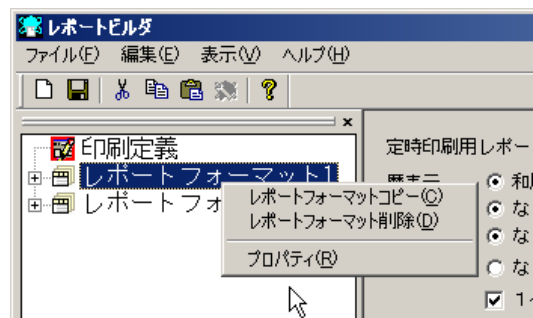 レポートビルダ
ファイル(F) 編集(E) 表示(V) ヘルプ(H)
印刷定義
レポートフォーマット1
レポートフォ
レポートフォーマットコピー(C)
レポートフォーマット削除(D)
プロパティ(R)
定時印刷用レポー
な
な
な